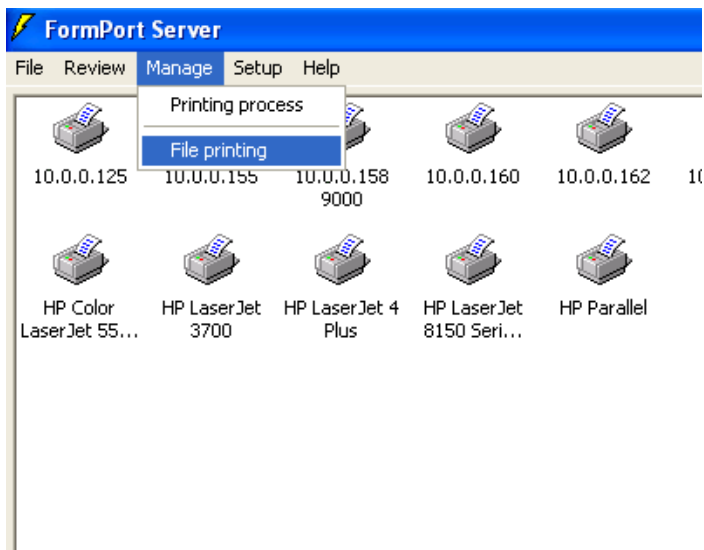 FormPort Server
File Review Manage Setup Help
Printing process
File printing
10.0.0.125 10.0.0.155 10.0.0.158 10.0.0.160 10.0.0.162 10
9000
HP Color HP LaserJet HP LaserJet 4 HP LaserJet HP Parallel
LaserJet 55... 3700 Plus 8150 Seri...